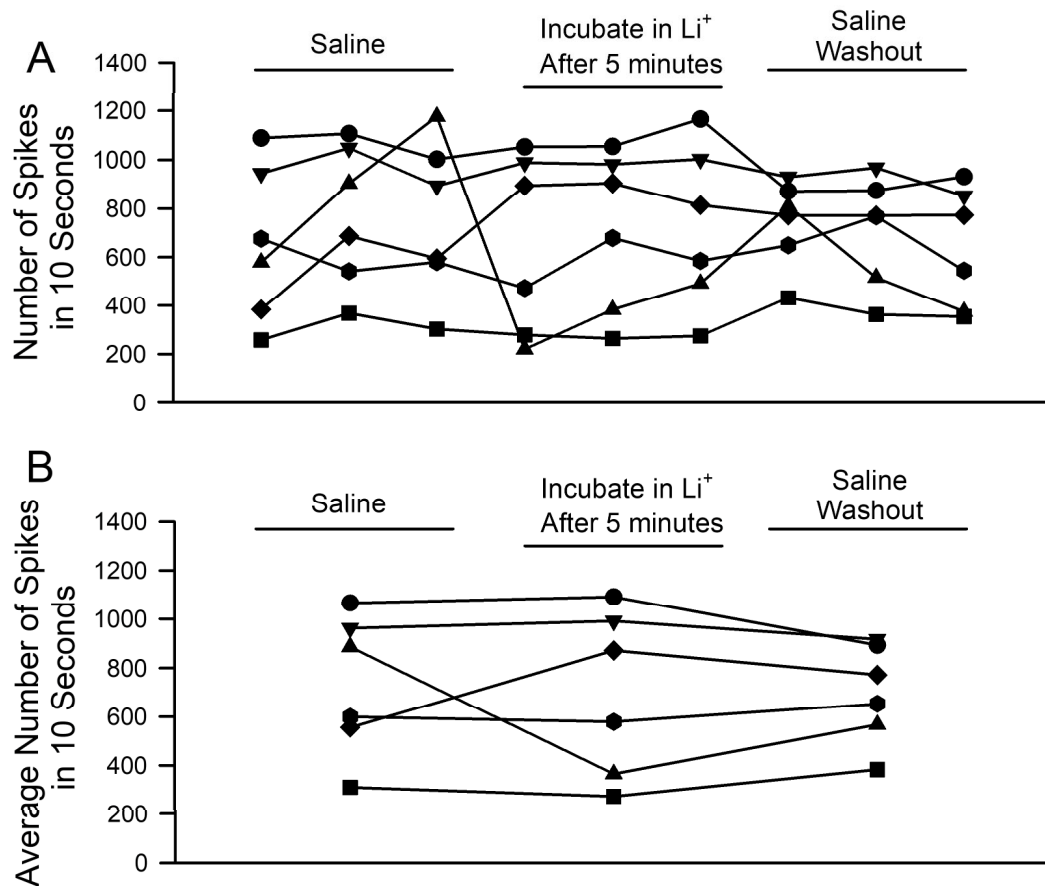 A
Saline
Incubate in Li⁺
After 5 minutes
Saline
Washout
Number of Spikes
in 10 Seconds
1400
1200
1000
800
600
400
200
0
B
Saline
Incubate in Li⁺
After 5 minutes
Saline
Washout
Average Number of Spikes
in 10 Seconds
1400
1200
1000
800
600
400
200
0